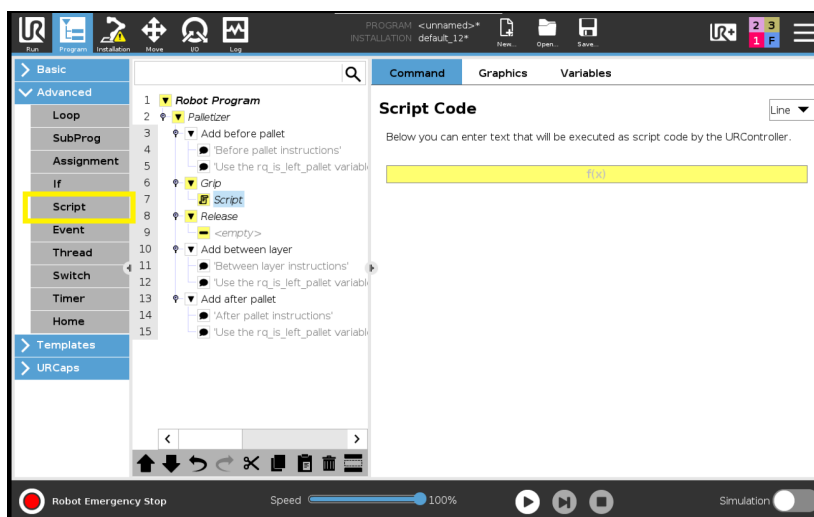 PROGRAM <unnamed>*
INSTALLATION default_12*
Run
Program
Installation
Move
I/O
Log
New...
Open...
Save...
UR+
2 3
1 F
Basic
Advanced
Loop
SubProg
Assignment
If
Script
Event
Thread
Switch
Timer
Home
Templates
URCaps
1 Robot Program
2 Palletizer
3 Add before pallet
4 'Before pallet instructions'
5 'Use the rq_is_left_pallet variabl
6 Grip
7 Script
8 Release
9 <empty>
10 Add between layer
11 'Between layer instructions'
12 'Use the rq_is_left_pallet variabl
13 Add after pallet
14 'After pallet instructions'
15 'Use the rq_is_left_pallet variabl
Command Graphics Variables
Script Code
Line
Below you can enter text that will be executed as script code by the URController.
f(x)
Robot Emergency Stop
Speed
100%
Simulation